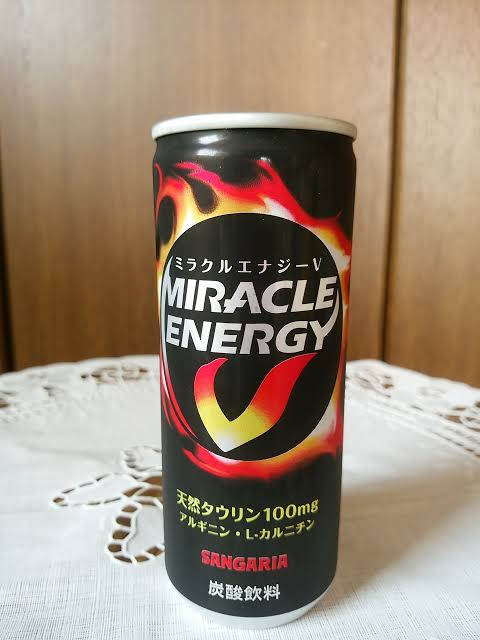 ミラクルエナジーV
MIRACLE
ENERGY
V
天然タウリン100mg
アルギニン・L-カルニチン
SANGARIA
炭酸飲料